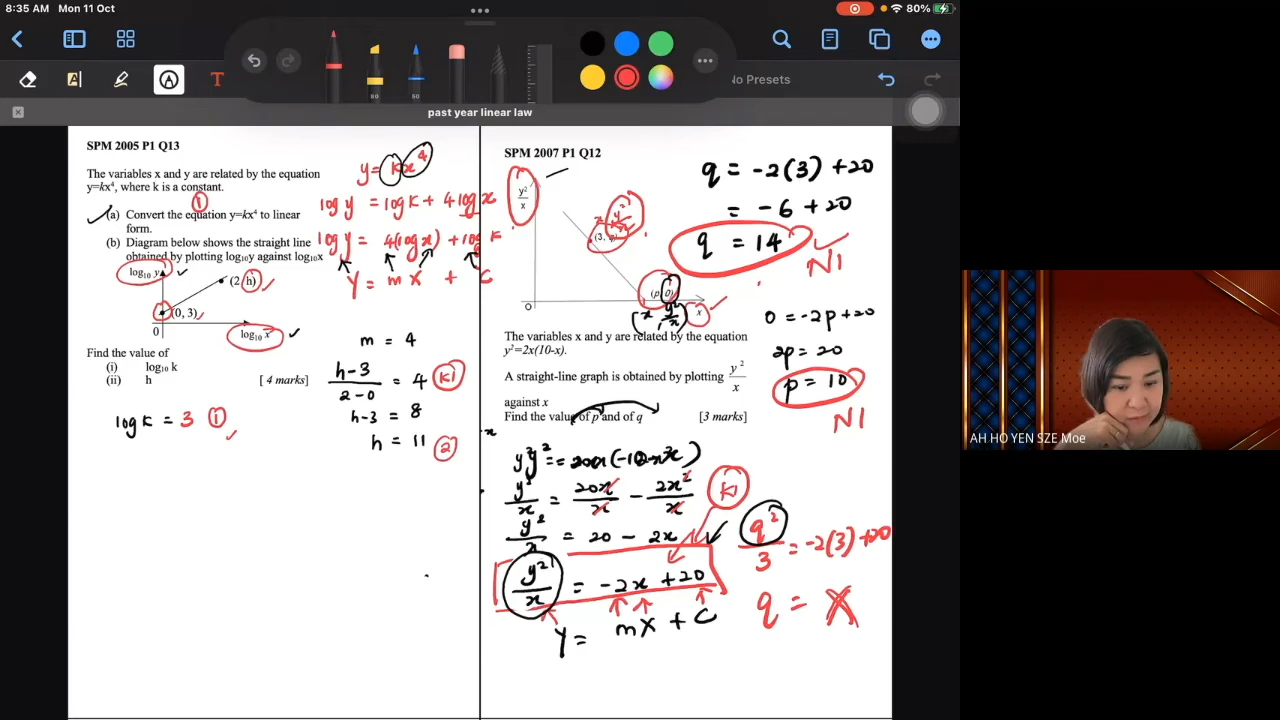 8:35 AM Mon 11 Oct
80%
No Presets
past year linear law
SPM 2005 P1 Q13
The variables x and y are related by the equation
y=kx⁴, where k is a constant.
(a) Convert the equation y=kx⁴ to linear
form.
(b) Diagram below shows the straight line
obtained by plotting log₁₀y against log₁₀x
log₁₀ y
(2, h)
(0, 3)
0
log₁₀ x
Find the value of
(i) log₁₀ k
(ii) h [ 4 marks]
y = kx⁴
①
log y = log k + 4 log x
log y = 4(log x) + log k
Y = m X + C
m = 4
h-3/2-0 = 4 K1
h-3 = 8
h = 11 ②
log k = 3 ①
SPM 2007 P1 Q12
y²/x
(3, q)
(p, 0)
(x, y²/x)
x
0
The variables x and y are related by the equation
y²=2x(10-x).
A straight-line graph is obtained by plotting y²/x
against x
Find the value of p and of q [3 marks]
y²/x = 20x/x - 2x²/x K1
y²/x = 20 - 2x
y²/x = -2x + 20
Y = mX + C
q = -2(3) + 20
= -6 + 20
q = 14
N1
0 = -2p + 20
2p = 20
p = 10
N1
q²/3 = -2(3) + 20
q =
AH HO YEN SZE Moe